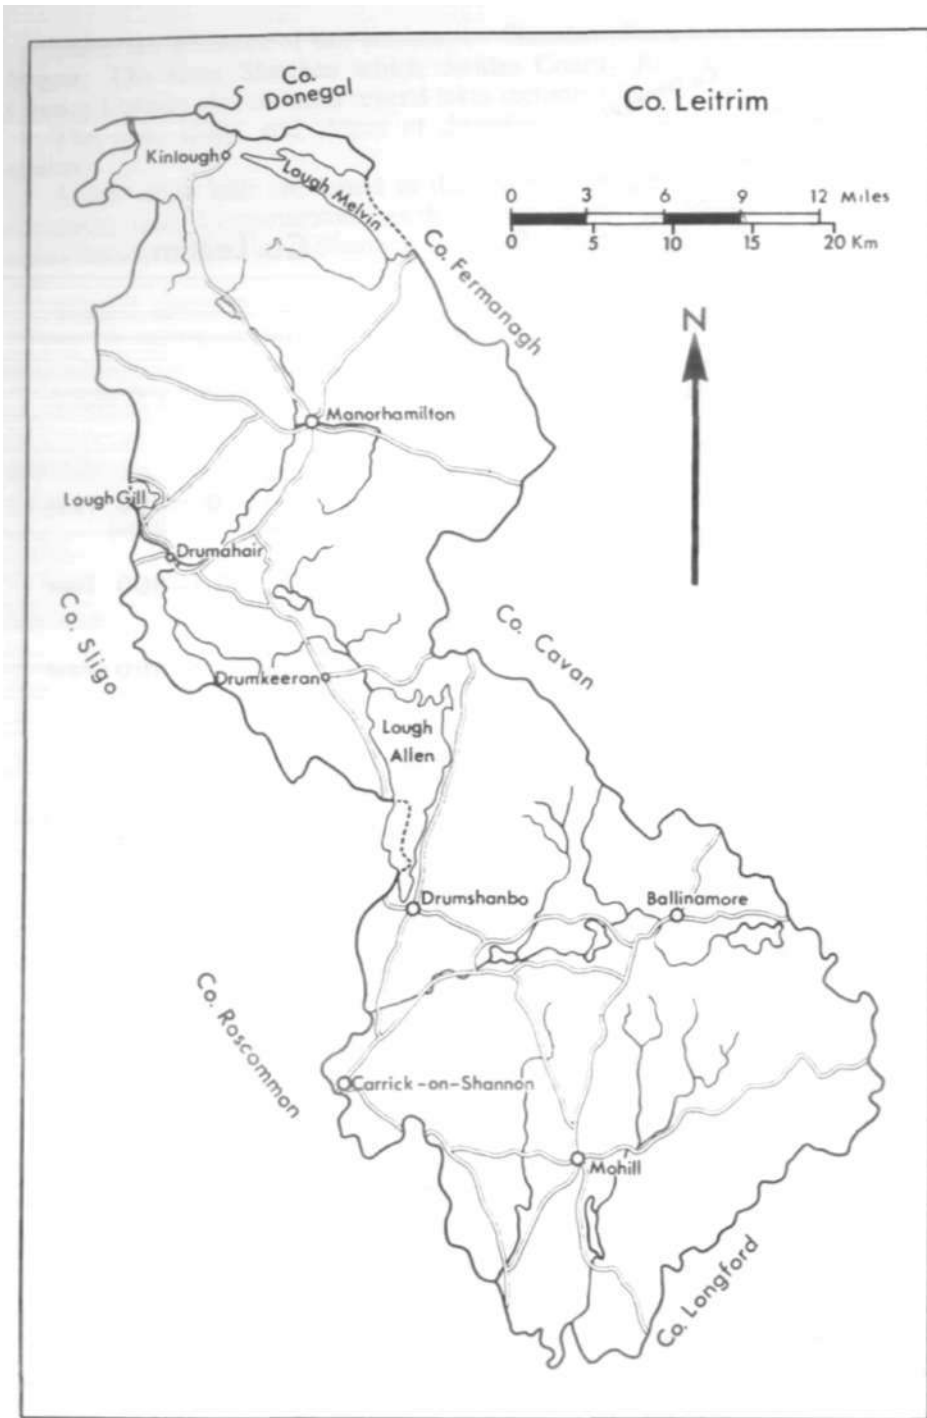 Co.
Donegal
Co. Leitrim
Kinlough
Lough Melvin
0 3 6 9 12 Miles
0 5 10 15 20 Km
Co. Fermanagh
N
Manorhamilton
Lough Gill
Drumahair
Co. Sligo
Co. Cavan
Drumkeeran
Lough
Allen
Drumshanbo
Ballinamore
Co. Roscommon
Carrick-on-Shannon
Mohill
Co. Longford